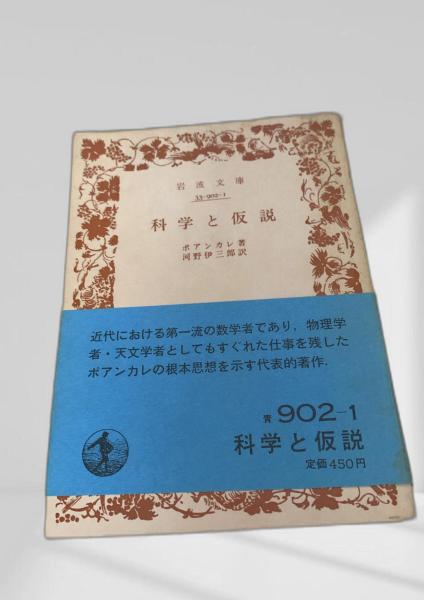 岩波文庫
33-902-1
科学と仮説
ポアンカレ著
河野伊三郎訳
近代における第一流の数学者であり，物理学
者・天文学者としてもすぐれた仕事を残した
ポアンカレの根本思想を示す代表的著作．
青902-1
科学と仮説
定価450円